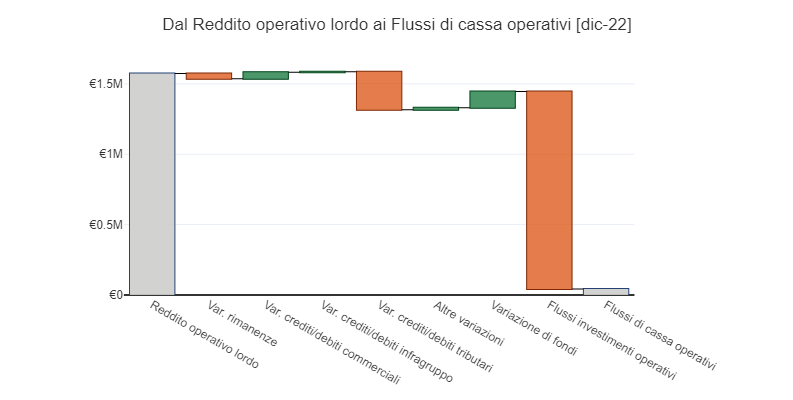 Dal Reddito operativo lordo ai Flussi di cassa operativi [dic-22]
€1.5M
€1M
€0.5M
€0
Reddito operativo lordo
Var. rimanenze
Var. crediti/debiti commerciali
Var. crediti/debiti infragruppo
Var. crediti/debiti tributari
Altre variazioni
Variazione di fondi
Flussi investimenti operativi
Flussi di cassa operativi